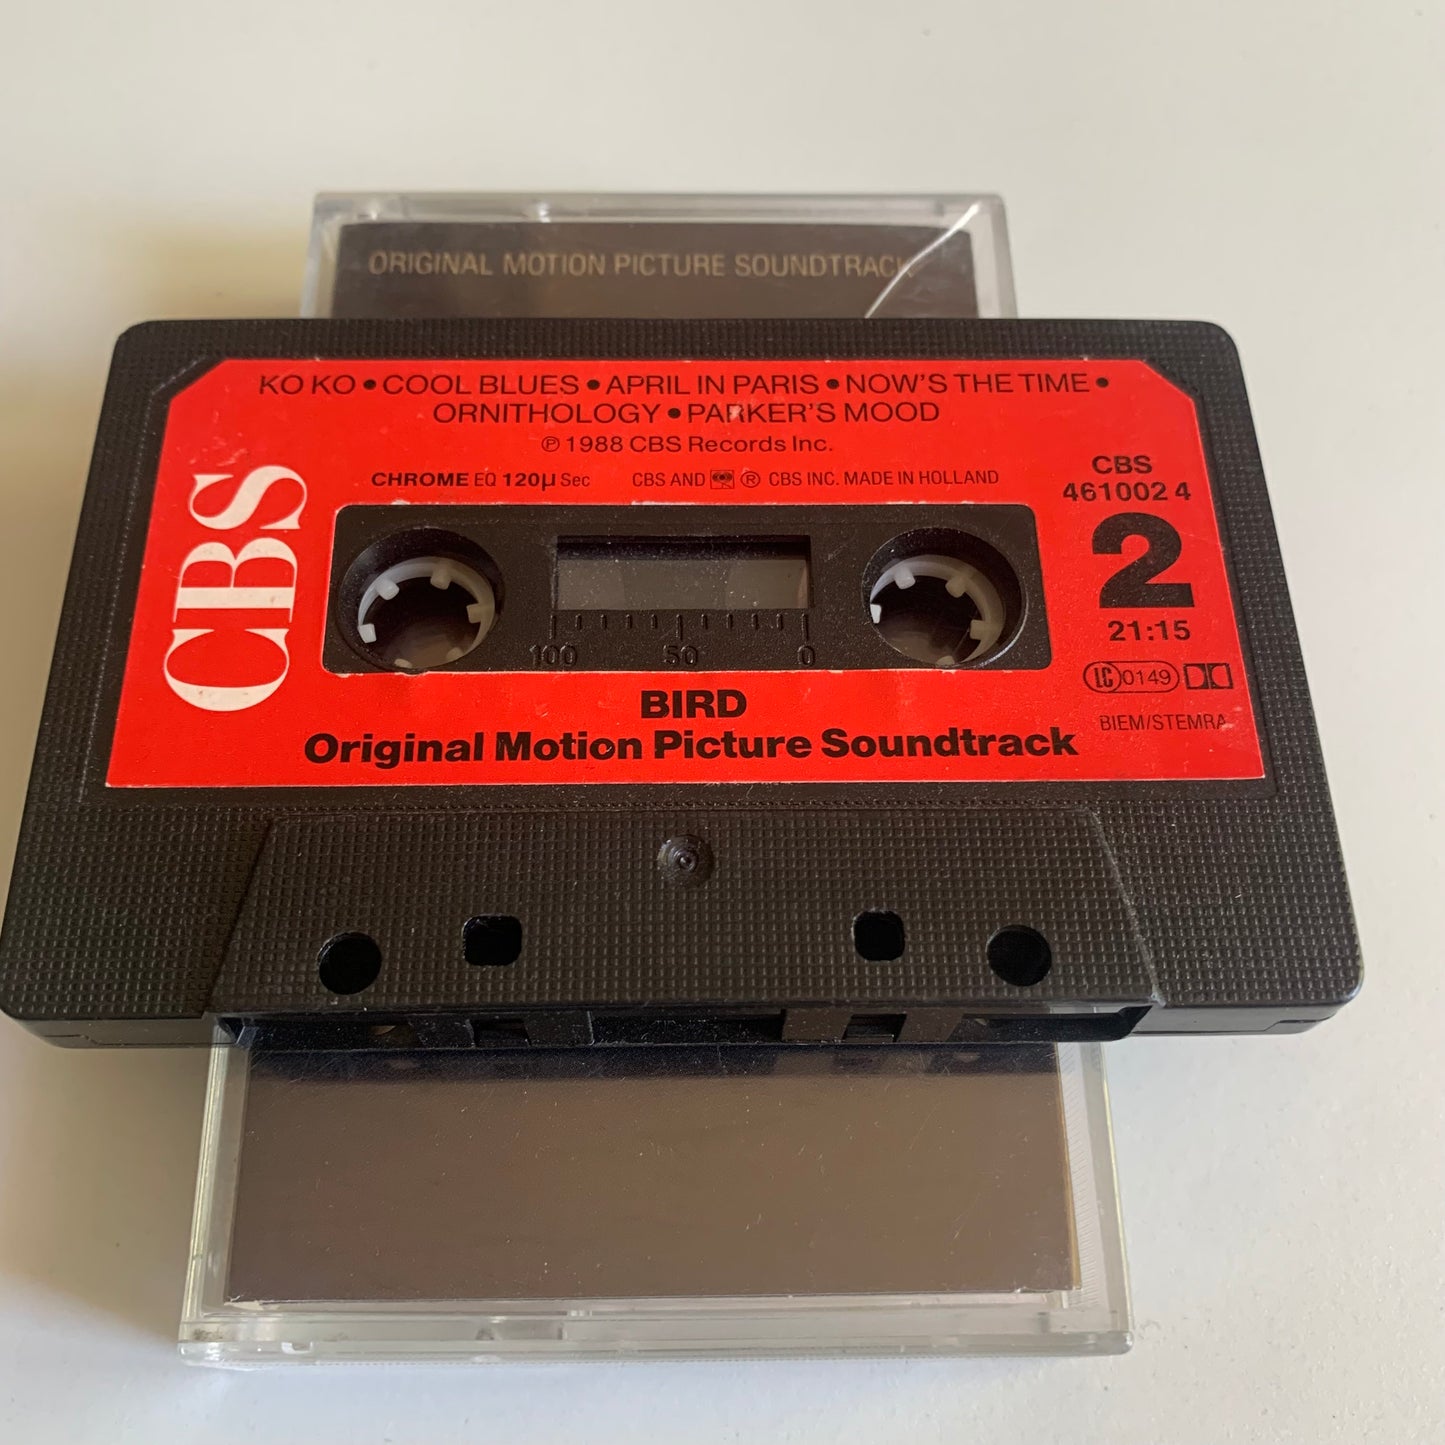 ORIGINAL MOTION PICTURE SOUNDTRACK
KO KO • COOL BLUES • APRIL IN PARIS • NOW'S THE TIME •
ORNITHOLOGY • PARKER'S MOOD
℗ 1988 CBS Records Inc.
CHROME EQ 120µ Sec CBS AND ® CBS INC. MADE IN HOLLAND
CBS
461002 4
2
21:15
LC 0149
BIEM/STEMRA
CBS
100 50 0
BIRD
Original Motion Picture Soundtrack